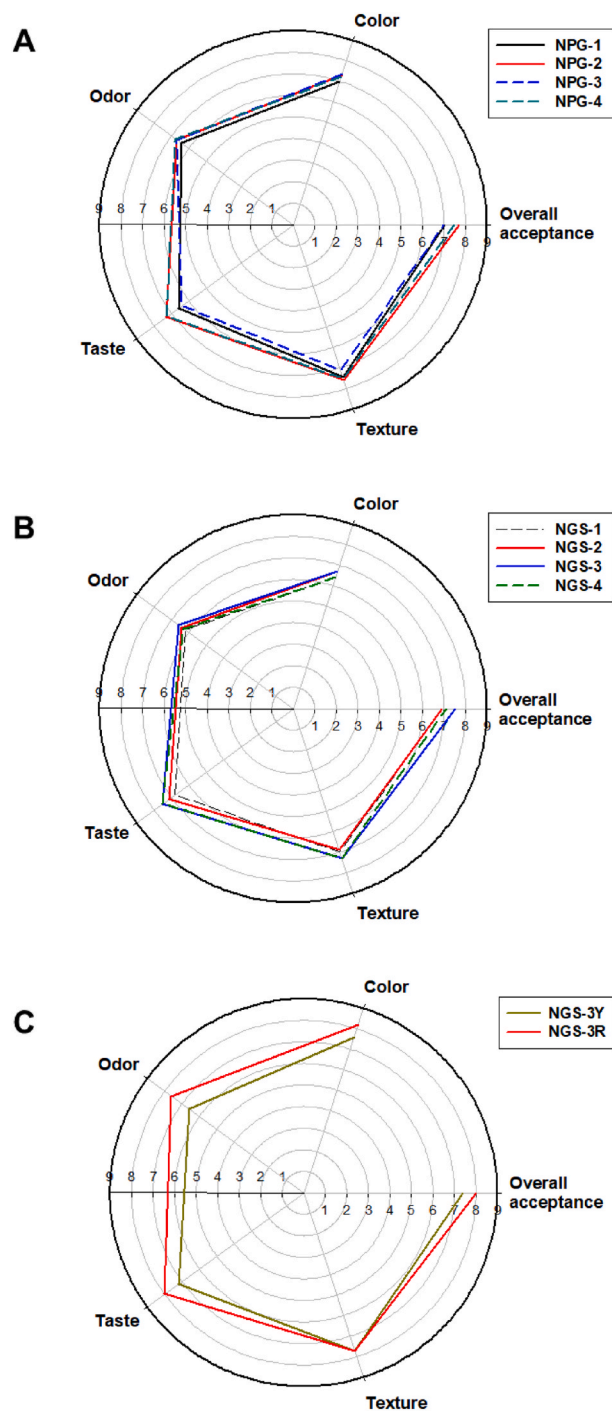 A
Color
NPG-1
NPG-2
NPG-3
NPG-4
Odor
9 8 7 6 5 4 3 2 1
1 2 3 4 5 6 7 8 9
Overall
acceptance
Taste
Texture
B
Color
NGS-1
NGS-2
NGS-3
NGS-4
Odor
9 8 7 6 5 4 3 2 1
1 2 3 4 5 6 7 8 9
Overall
acceptance
Taste
Texture
C
Color
NGS-3Y
NGS-3R
Odor
9 8 7 6 5 4 3 2 1
1 2 3 4 5 6 7 8 9
Overall
acceptance
Taste
Texture